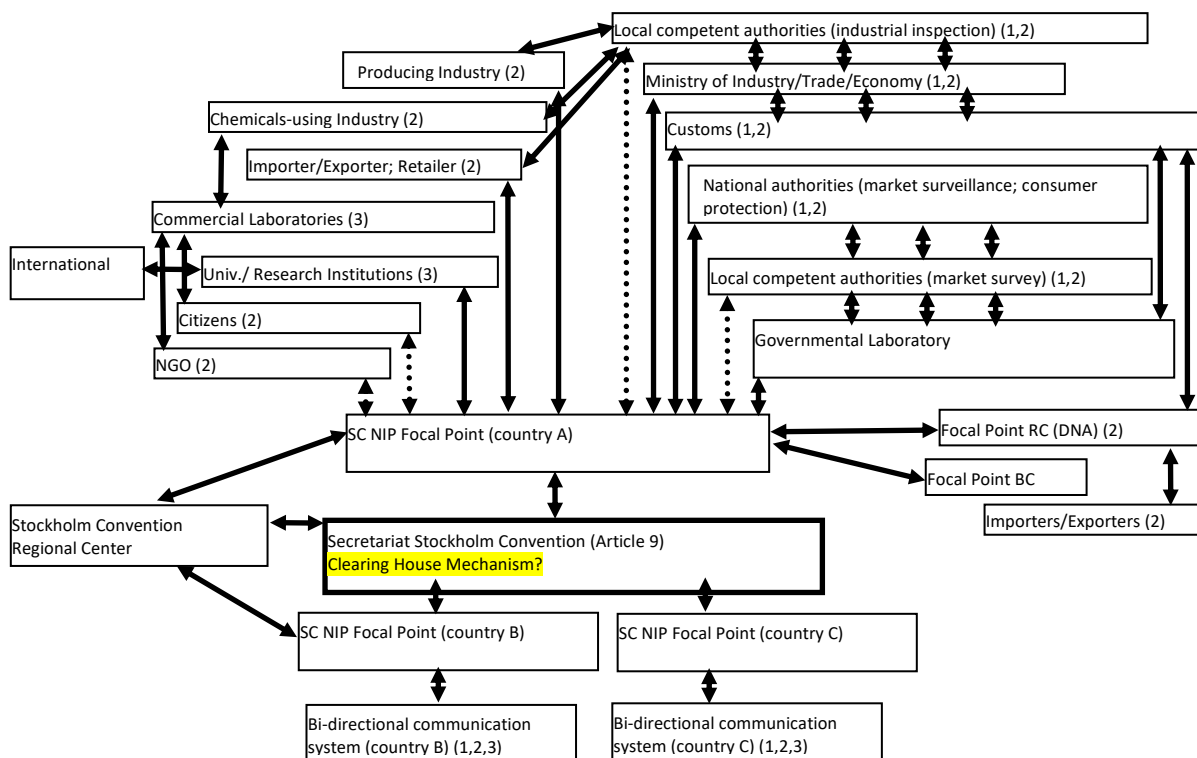 Local competent authorities (industrial inspection) (1,2)
Producing Industry (2)
Ministry of Industry/Trade/Economy (1,2)
Chemicals-using Industry (2)
Customs (1,2)
Importer/Exporter; Retailer (2)
National authorities (market surveillance; consumer
protection) (1,2)
Commercial Laboratories (3)
International
Univ./ Research Institutions (3)
Local competent authorities (market survey) (1,2)
Citizens (2)
Governmental Laboratory
NGO (2)
SC NIP Focal Point (country A)
Focal Point RC (DNA) (2)
Focal Point BC
Importers/Exporters (2)
Stockholm Convention
Regional Center
Secretariat Stockholm Convention (Article 9)
Clearing House Mechanism?
SC NIP Focal Point (country B)
SC NIP Focal Point (country C)
Bi-directional communication
system (country B) (1,2,3)
Bi-directional communication
system (country C) (1,2,3)